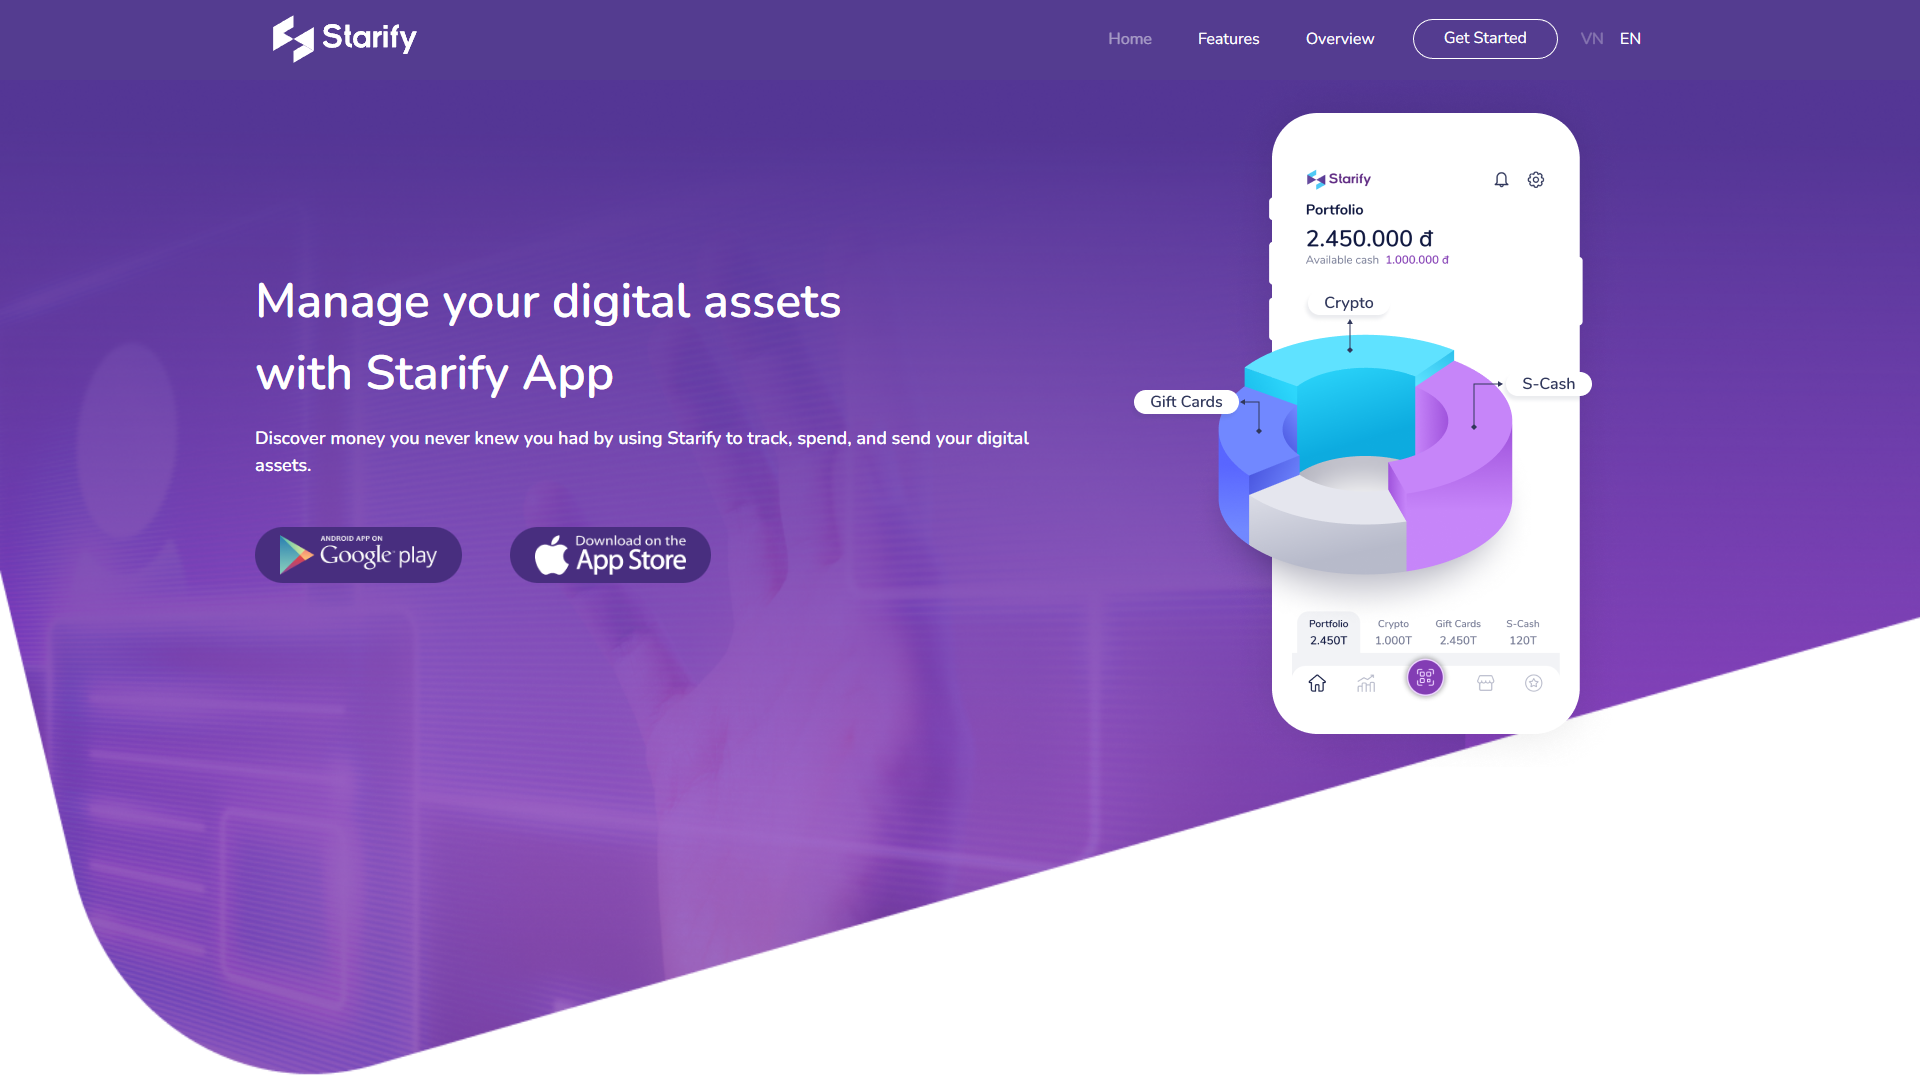 Starify
Home
Features
Overview
Get Started
VN
EN
Manage your digital assets
with Starify App
Discover money you never knew you had by using Starify to track, spend, and send your digital
assets.
ANDROID APP ON
Google play
Download on the
App Store
Starify
Portfolio
2.450.000 đ
Available cash 1.000.000 đ
Crypto
S-Cash
Gift Cards
Portfolio Crypto Gift Cards S-Cash
2.450T 1.000T 2.450T 120T